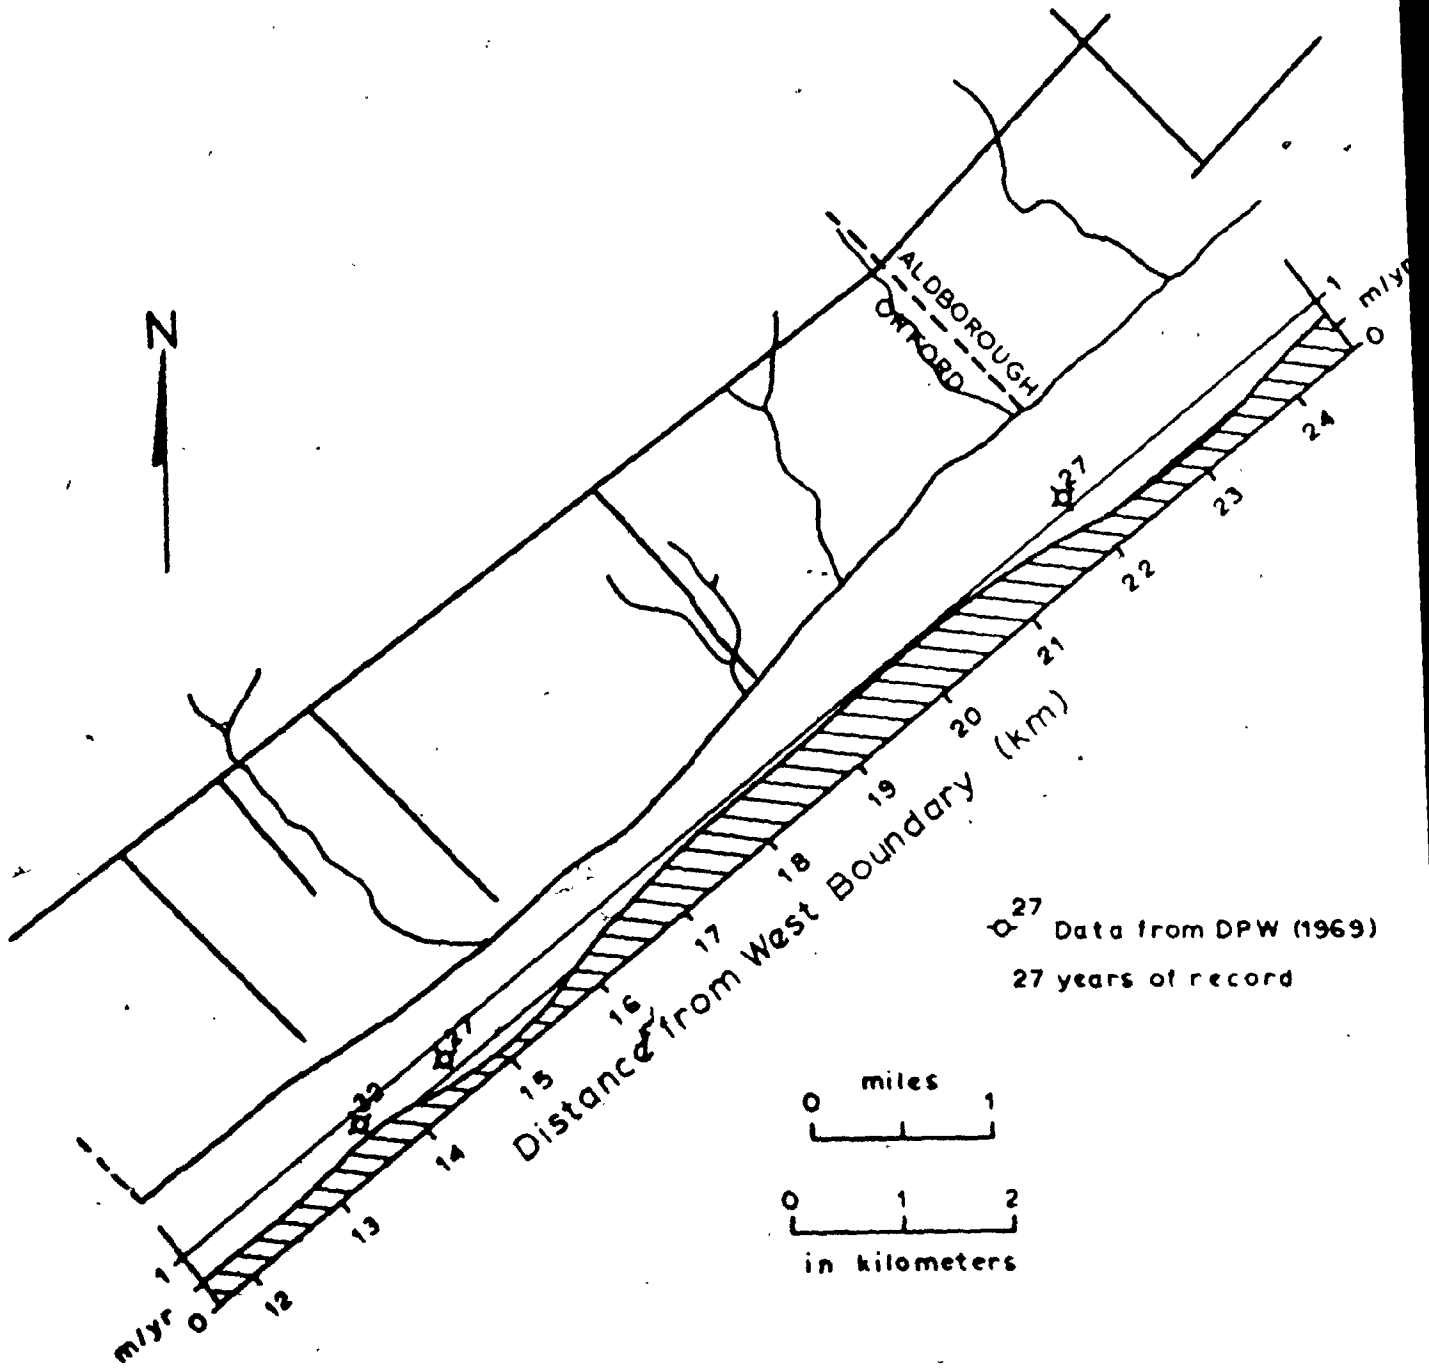 N
ALDBOROUGH
ORFORD
1
m/yr
0
27
24
23
22
21
20
19
18
17
16
15
14
13
12
Distance from West Boundary (km)
27
1
m/yr
0
27 Data from DPW (1969)
27 years of record
miles
0 1
0 1 2
in kilometers